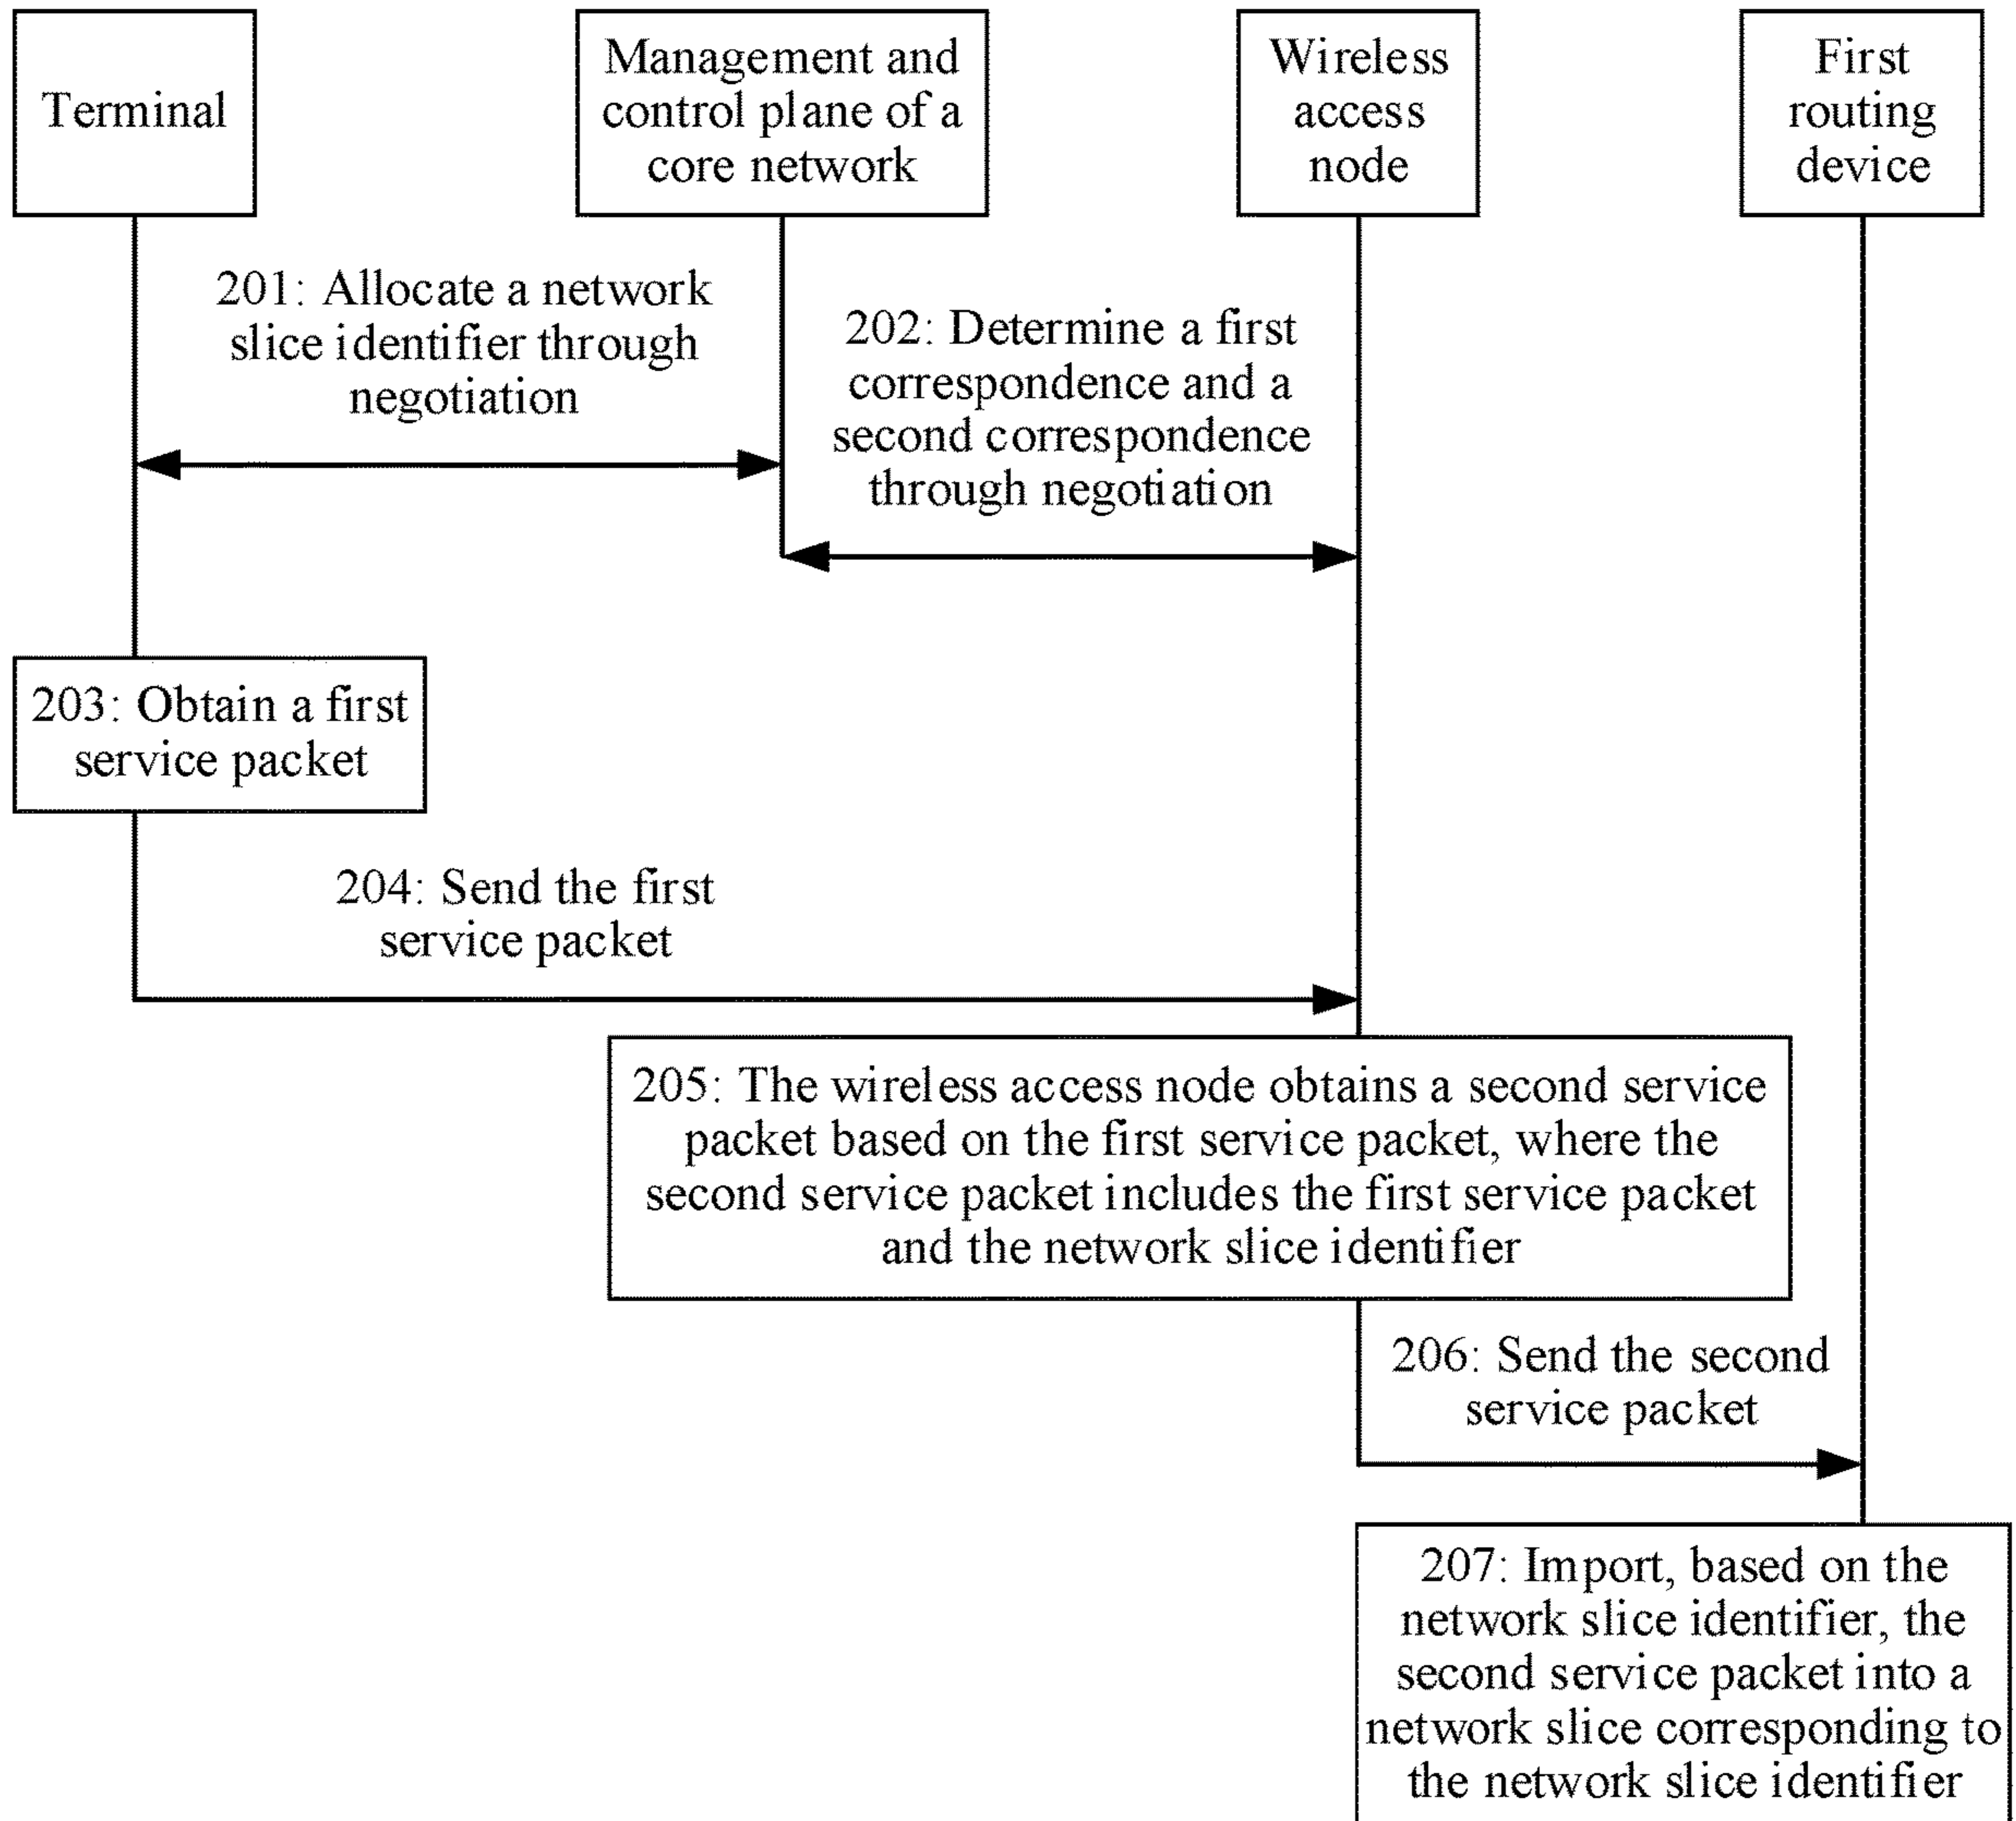 Terminal
Management and
control plane of a
core network
Wireless
access
node
First
routing
device
201: Allocate a network
slice identifier through
negotiation
202: Determine a first
correspondence and a
second correspondence
through negotiation
203: Obtain a first
service packet
204: Send the first
service packet
205: The wireless access node obtains a second service
packet based on the first service packet, where the
second service packet includes the first service packet
and the network slice identifier
206: Send the second
service packet
207: Import, based on the
network slice identifier, the
second service packet into a
network slice corresponding to
the network slice identifier